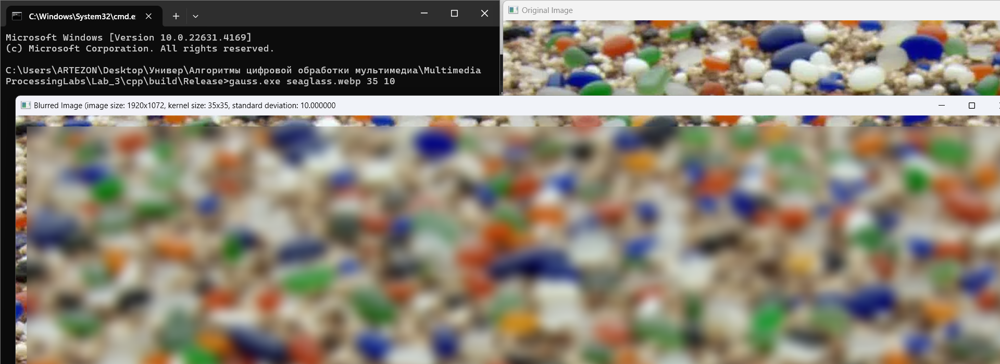 C:\Windows\System32\cmd.e
Original Image
Microsoft Windows [Version 10.0.22631.4169]
(c) Microsoft Corporation. All rights reserved.
C:\Users\ARTEZON\Desktop\Универ\Алгоритмы цифровой обработки мультимедиа\Multimedia
ProcessingLabs\Lab_3\cpp\build\Release>gauss.exe seaglass.webp 35 10
Blurred Image (image size: 1920x1072, kernel size: 35x35, standard deviation: 10.000000